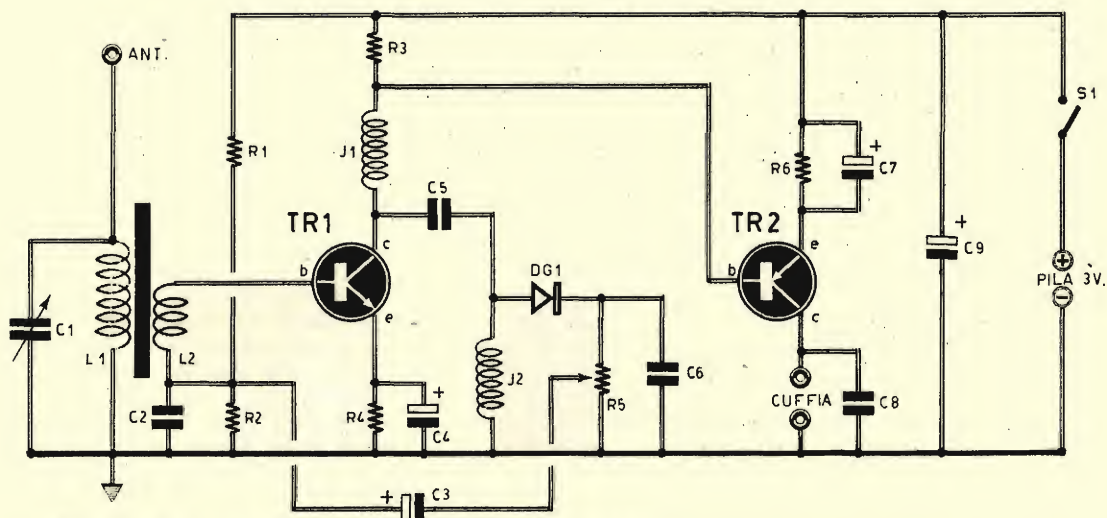 ANT.
R3
S1
R1
J1
R6
+
C7
C5
TR1
TR2
c
e
+
C9
b
b
DG1
+
PILA 3V.
−
C1
e
c
L1
L2
J2
C6
C2
R2
R4
+
C4
R5
CUFFIA
C8
+
C3